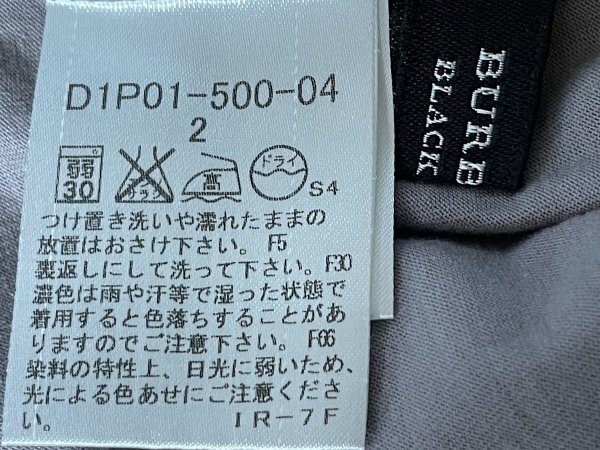 D1P01-500-04
2
弱
30
エンソサラシ
高
ドライ
S4
つけ置き洗いや濡れたままの
放置はおさけ下さい。 F5
裏返しにして洗って下さい。F30
濃色は雨や汗等で湿った状態で
着用すると色落ちすることがあ
りますのでご注意下さい。 F66
染料の特性上、日光に弱いため、
光による色あせにご注意くださ
い。 IR-7F
BURB
BLACK